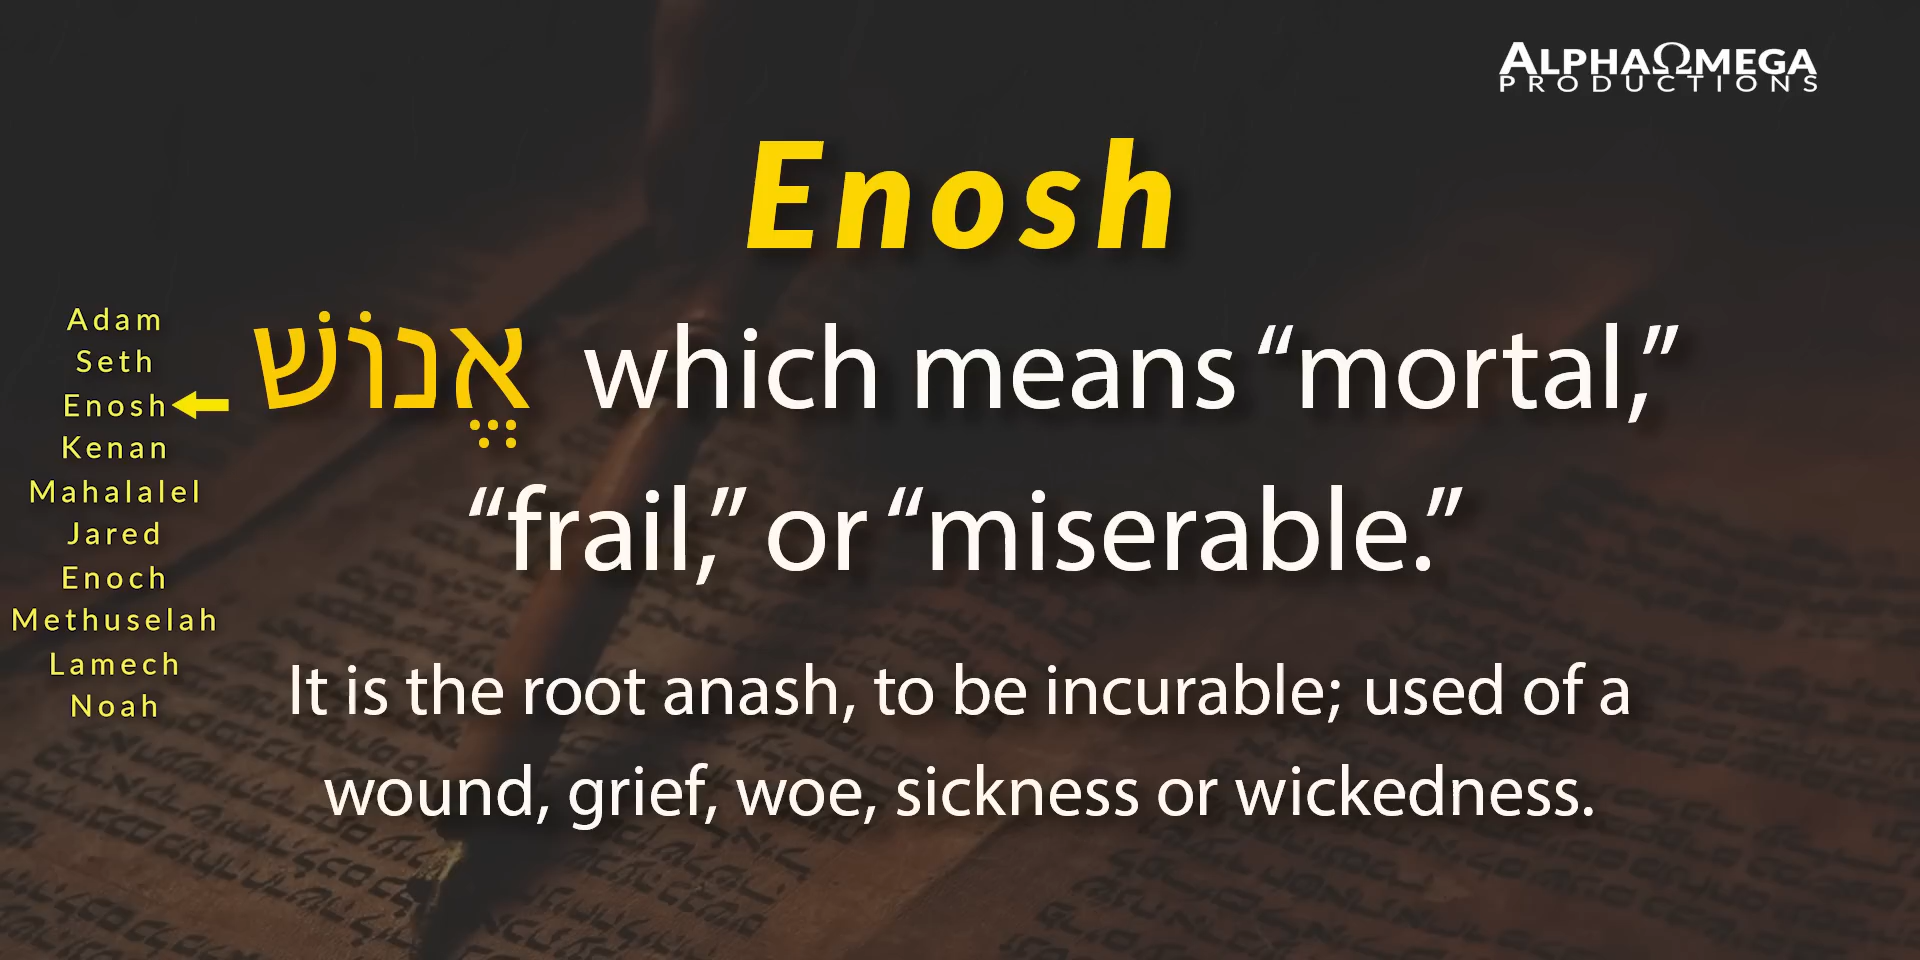 ALPHAΩMEGA
PRODUCTIONS
Enosh
אֱנוֹשׁ which means “mortal,”
“frail,” or “miserable.”
It is the root anash, to be incurable; used of a
wound, grief, woe, sickness or wickedness.
Adam
Seth
Enosh
Kenan
Mahalalel
Jared
Enoch
Methuselah
Lamech
Noah